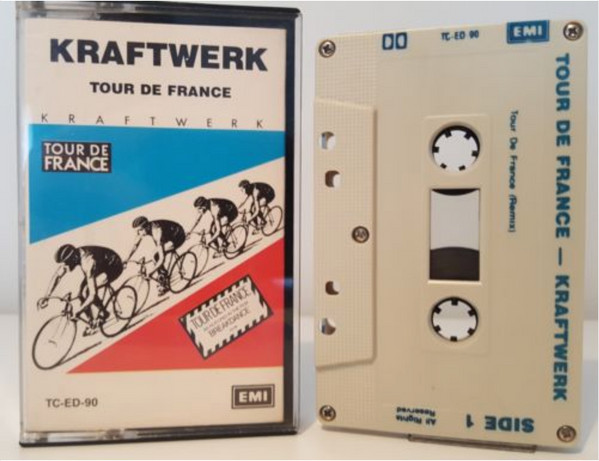 KRAFTWERK
TOUR DE FRANCE
KRAFTWERK
TOUR DE
FRANCE
TOUR DE FRANCE
BREAKDANCE
TC-ED-90
EMI
TC-ED 90
EMI
TOUR DE FRANCE — KRAFTWERK
Tour De France (Remix)
SIDE 1
All Rights
Reserved